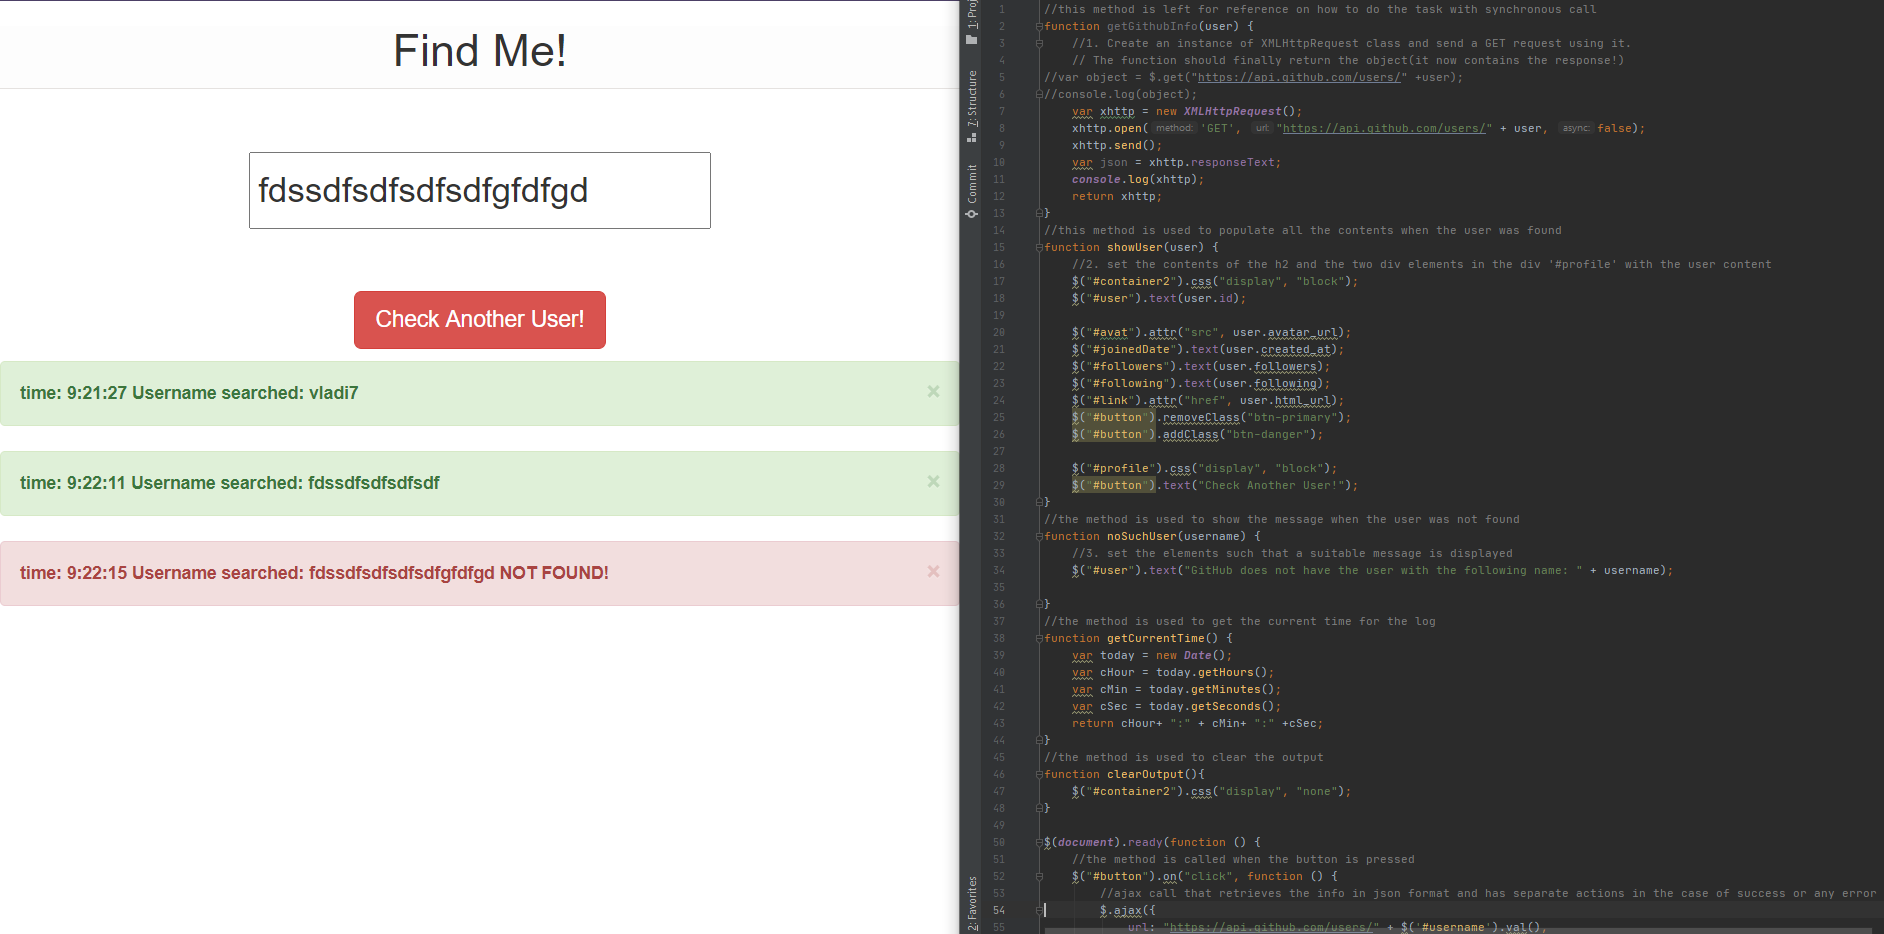 Find Me!
fdssdfsdfsdfsdfgfdfgd
Check Another User!
time: 9:21:27 Username searched: vladi7 ×
time: 9:22:11 Username searched: fdssdfsdfsdfsdf ×
time: 9:22:15 Username searched: fdssdfsdfsdfsdfgfdfgd NOT FOUND! ×
1: Proj
7: Structure
Commit
2: Favorites
1 //this method is left for reference on how to do the task with synchronous call
2 function getGithubInfo(user) {
3 //1. Create an instance of XMLHttpRequest class and send a GET request using it.
4 // The function should finally return the object(it now contains the response!)
5 //var object = $.get("https://api.github.com/users/" +user);
6 //console.log(object);
7 var xhttp = new XMLHttpRequest();
8 xhttp.open( method: 'GET', url: "https://api.github.com/users/" + user, async: false);
9 xhttp.send();
10 var json = xhttp.responseText;
11 console.log(xhttp);
12 return xhttp;
13 }
14 //this method is used to populate all the contents when the user was found
15 function showUser(user) {
16 //2. set the contents of the h2 and the two div elements in the div '#profile' with the user content
17 $("#container2").css("display", "block");
18 $("#user").text(user.id);
19
20 $("#avat").attr("src", user.avatar_url);
21 $("#joinedDate").text(user.created_at);
22 $("#followers").text(user.followers);
23 $("#following").text(user.following);
24 $("#link").attr("href", user.html_url);
25 $("#button").removeClass("btn-primary");
26 $("#button").addClass("btn-danger");
27
28 $("#profile").css("display", "block");
29 $("#button").text("Check Another User!");
30 }
31 //the method is used to show the message when the user was not found
32 function noSuchUser(username) {
33 //3. set the elements such that a suitable message is displayed
34 $("#user").text("GitHub does not have the user with the following name: " + username);
35
36 }
37 //the method is used to get the current time for the log
38 function getCurrentTime() {
39 var today = new Date();
40 var cHour = today.getHours();
41 var cMin = today.getMinutes();
42 var cSec = today.getSeconds();
43 return cHour+ ":" + cMin+ ":" +cSec;
44 }
45 //the method is used to clear the output
46 function clearOutput(){
47 $("#container2").css("display", "none");
48 }
49
50 $(document).ready(function () {
51 //the method is called when the button is pressed
52 $("#button").on("click", function () {
53 //ajax call that retrieves the info in json format and has separate actions in the case of success or any error
54 $.ajax({
55 url: "https://api.github.com/users/" + $('#username').val(),